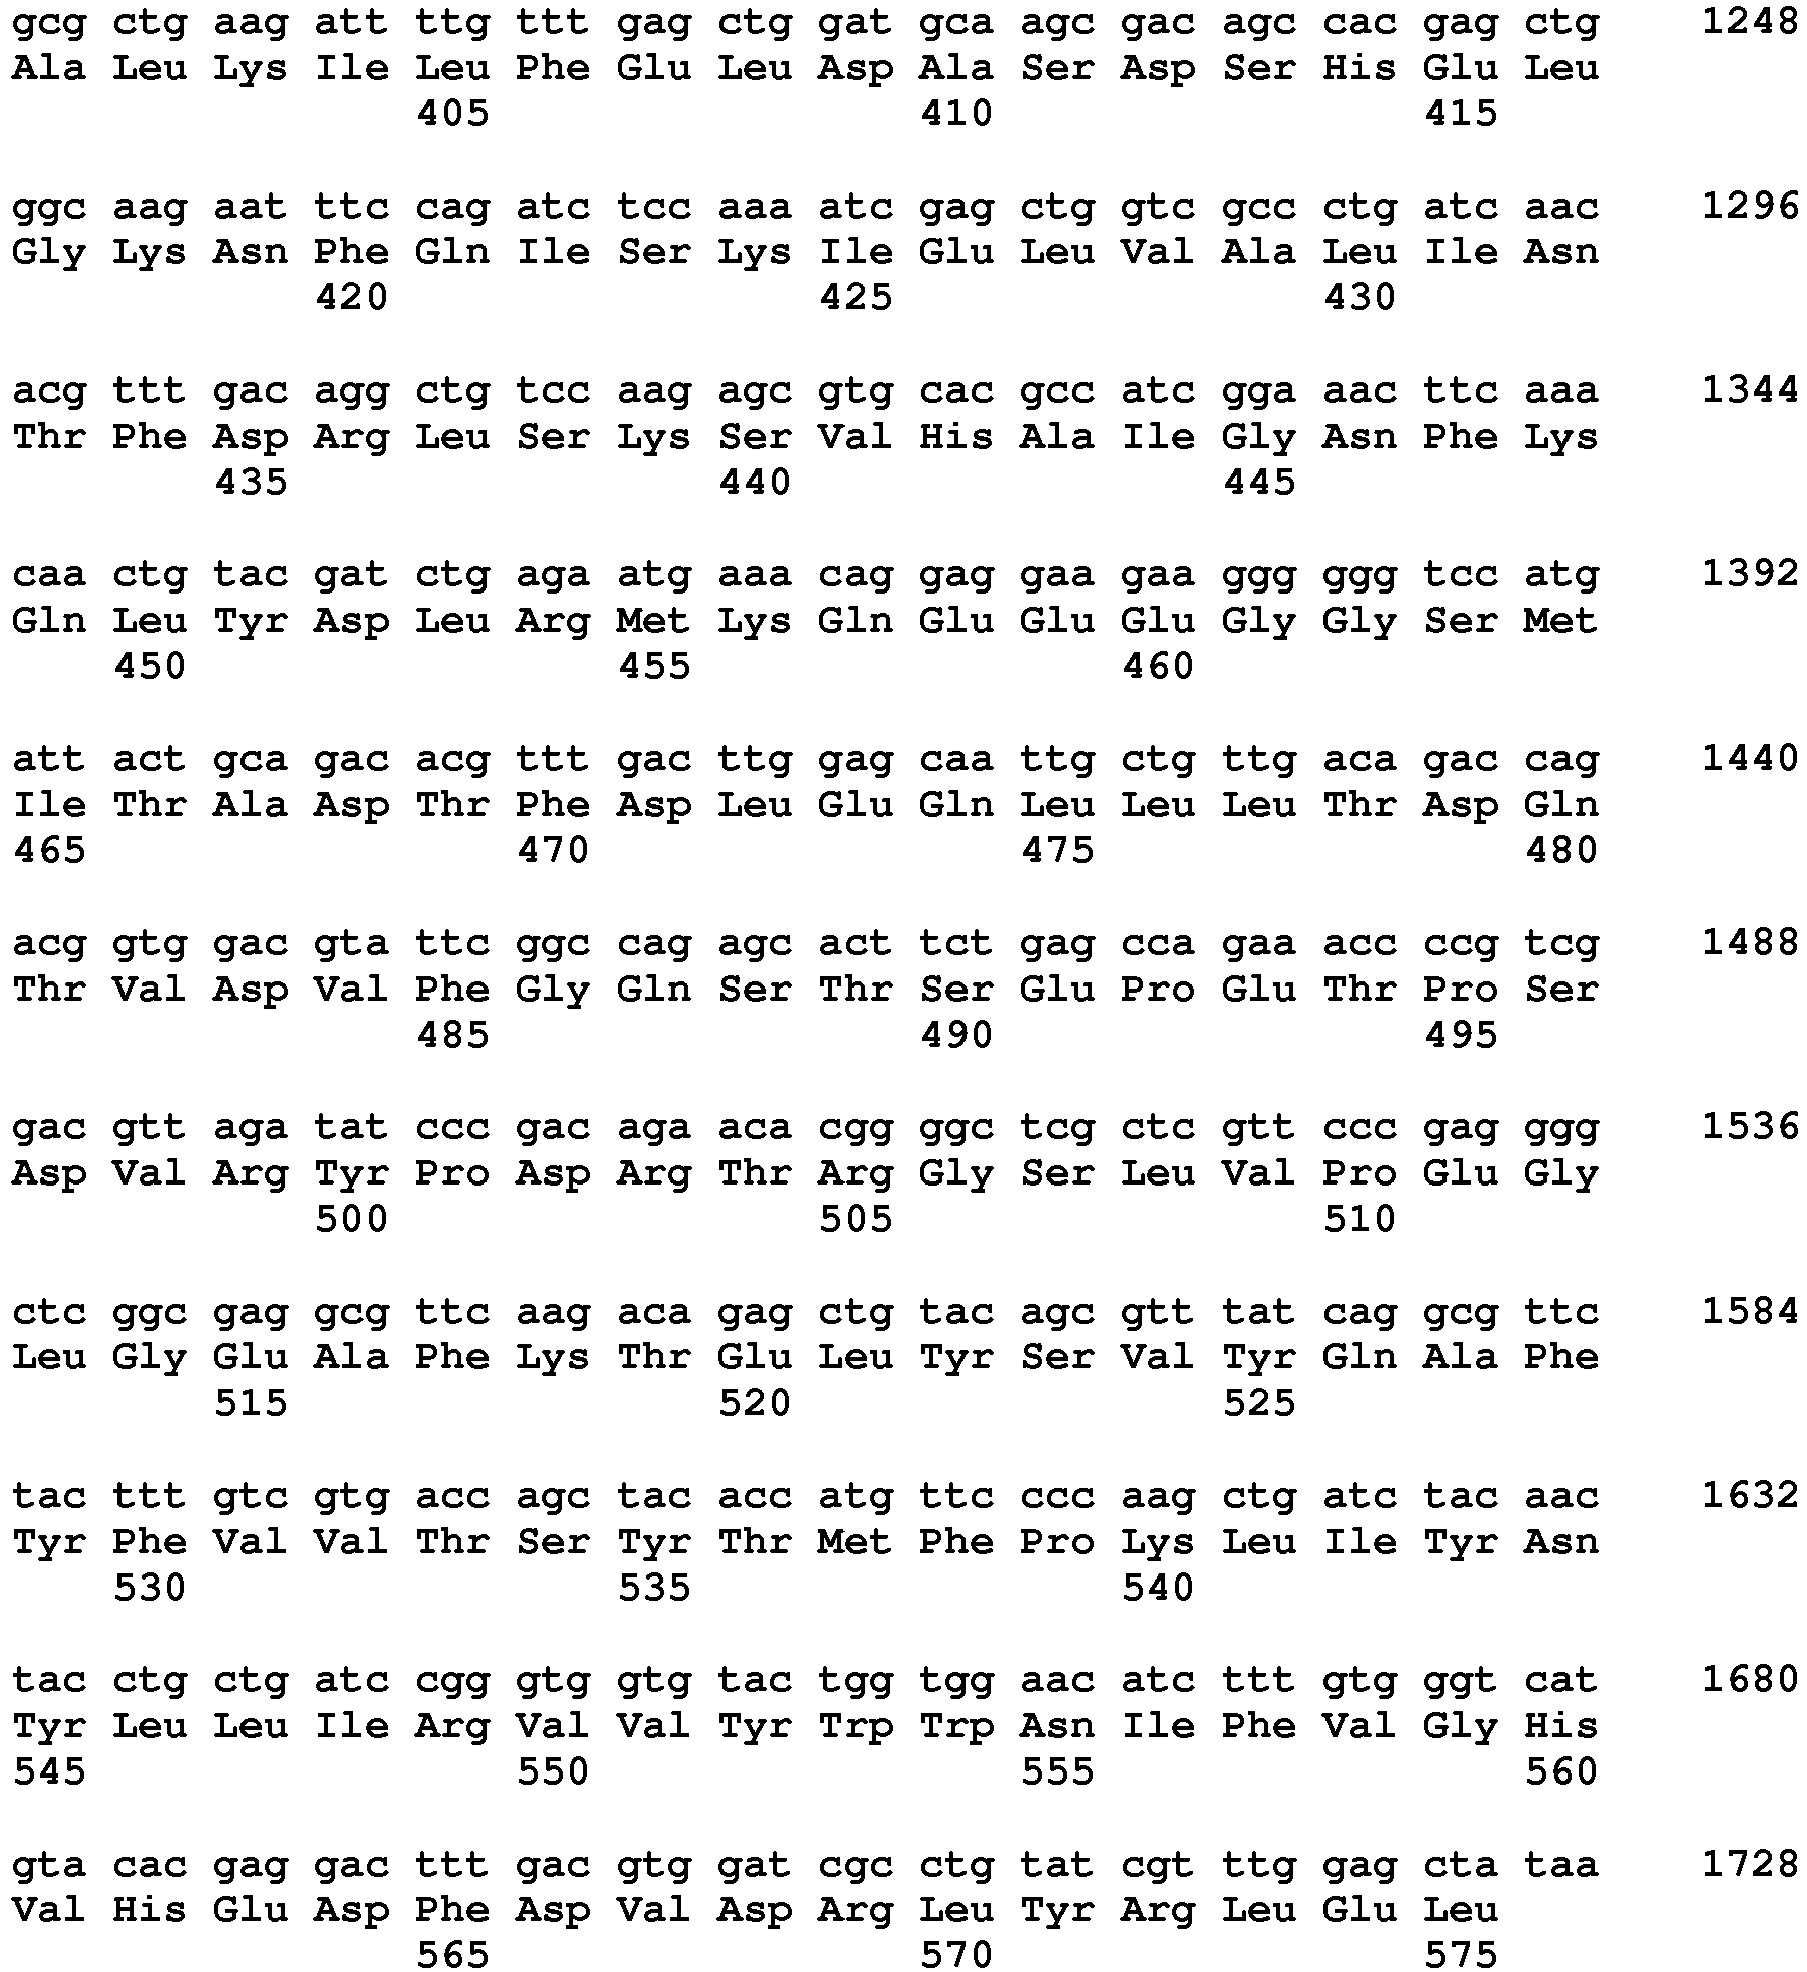 gcg ctg aag att ttg ttt gag ctg gat gca agc gac agc cac gag ctg 1248
Ala Leu Lys Ile Leu Phe Glu Leu Asp Ala Ser Asp Ser His Glu Leu
405 410 415
ggc aag aat ttc cag atc tcc aaa atc gag ctg gtc gcc ctg atc aac 1296
Gly Lys Asn Phe Gln Ile Ser Lys Ile Glu Leu Val Ala Leu Ile Asn
420 425 430
acg ttt gac agg ctg tcc aag agc gtg cac gcc atc gga aac ttc aaa 1344
Thr Phe Asp Arg Leu Ser Lys Ser Val His Ala Ile Gly Asn Phe Lys
435 440 445
caa ctg tac gat ctg aga atg aaa cag gag gaa gaa ggg ggg tcc atg 1392
Gln Leu Tyr Asp Leu Arg Met Lys Gln Glu Glu Glu Gly Gly Ser Met
450 455 460
att act gca gac acg ttt gac ttg gag caa ttg ctg ttg aca gac cag 1440
Ile Thr Ala Asp Thr Phe Asp Leu Glu Gln Leu Leu Leu Thr Asp Gln
465 470 475 480
acg gtg gac gta ttc ggc cag agc act tct gag cca gaa acc ccg tcg 1488
Thr Val Asp Val Phe Gly Gln Ser Thr Ser Glu Pro Glu Thr Pro Ser
485 490 495
gac gtt aga tat ccc gac aga aca cgg ggc tcg ctc gtt ccc gag ggg 1536
Asp Val Arg Tyr Pro Asp Arg Thr Arg Gly Ser Leu Val Pro Glu Gly
500 505 510
ctc ggc gag gcg ttc aag aca gag ctg tac agc gtt tat cag gcg ttc 1584
Leu Gly Glu Ala Phe Lys Thr Glu Leu Tyr Ser Val Tyr Gln Ala Phe
515 520 525
tac ttt gtc gtg acc agc tac acc atg ttc ccc aag ctg atc tac aac 1632
Tyr Phe Val Val Thr Ser Tyr Thr Met Phe Pro Lys Leu Ile Tyr Asn
530 535 540
tac ctg ctg atc cgg gtg gtg tac tgg tgg aac atc ttt gtg ggt cat 1680
Tyr Leu Leu Ile Arg Val Val Tyr Trp Trp Asn Ile Phe Val Gly His
545 550 555 560
gta cac gag gac ttt gac gtg gat cgc ctg tat cgt ttg gag cta taa 1728
Val His Glu Asp Phe Asp Val Asp Arg Leu Tyr Arg Leu Glu Leu
565 570 575